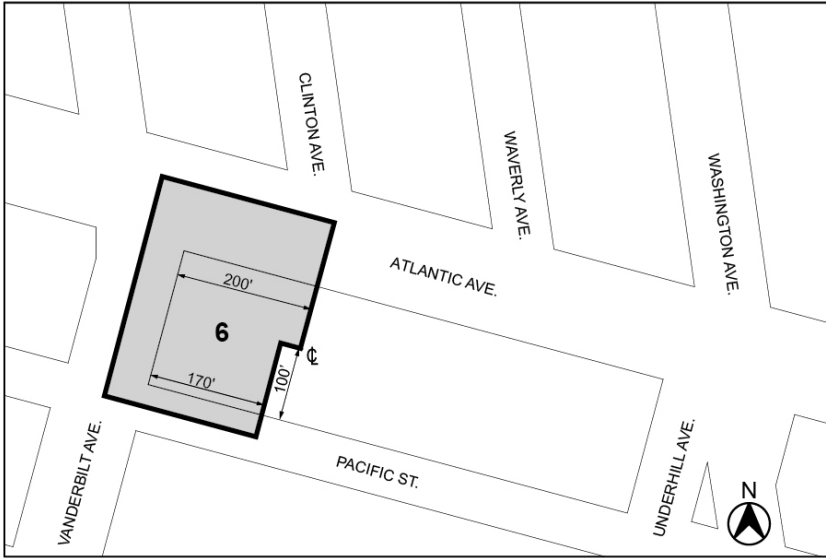 CLINTON AVE.
WAVERLY AVE.
WASHINGTON AVE.
ATLANTIC AVE.
200'
6
℄
170'
100'
PACIFIC ST.
VANDERBILT AVE.
UNDERHILL AVE.
N